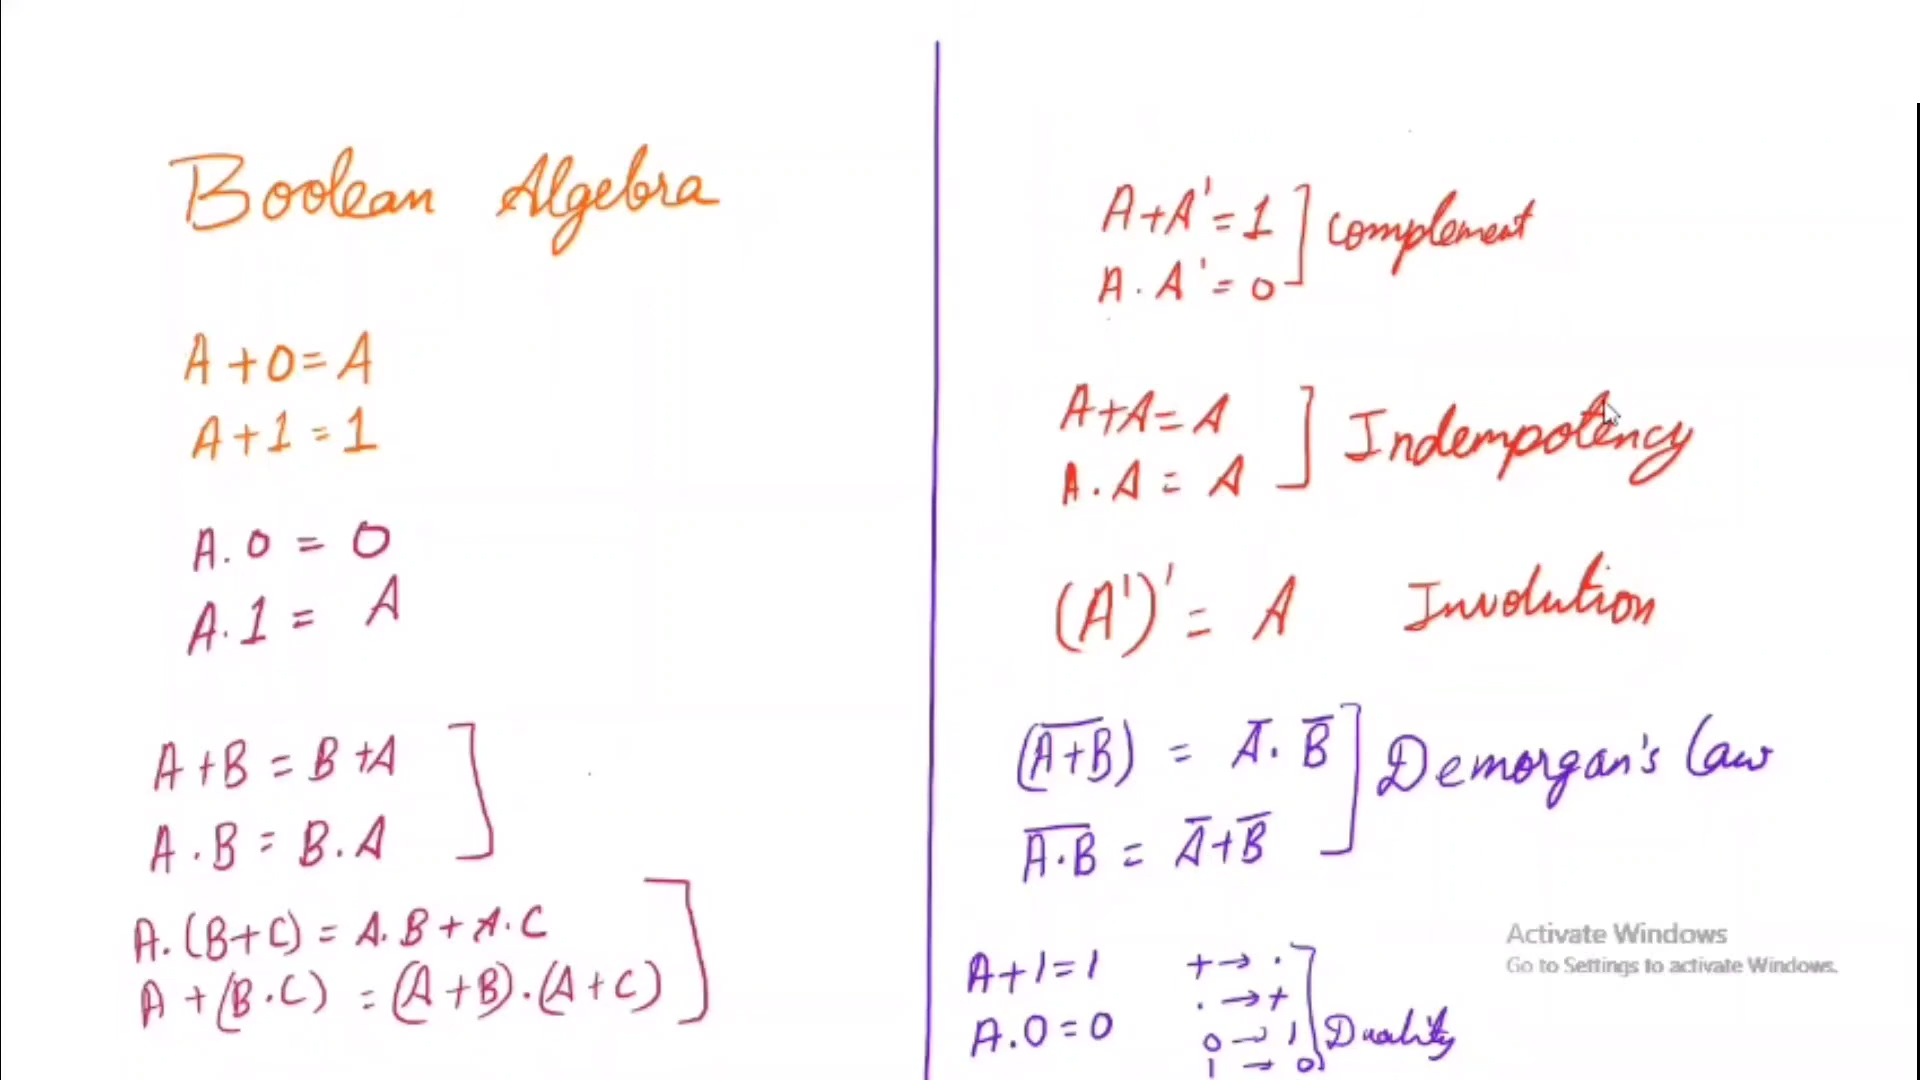 Boolean Algebra
A+0=A
A+1=1
A.0=0
A.1=A
A+B=B+A
A.B=B.A
A.(B+C)=A.B+A.C
A+(B.C)=(A+B).(A+C)
A+A'=1
A.A'=0
complement
A+A=A
A.A=A
Indempotency
(A')'=A Involution
(A̅+̅B̅)=A̅.B̅
A̅.̅B̅=A̅+B̅
Demorgan's Law
A+1=1 +→.
A.0=0 .→+
0→1
1→0
Duality
Activate Windows
Go to Settings to activate Windows.